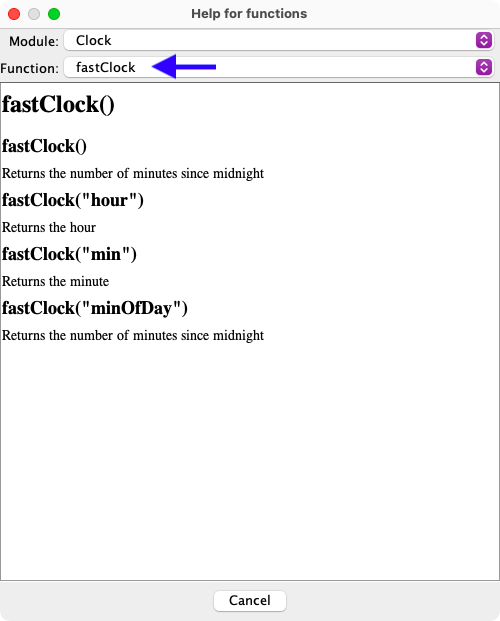 Help for functions
Module: Clock
Function: fastClock
fastClock()
fastClock()
Returns the number of minutes since midnight
fastClock("hour")
Returns the hour
fastClock("min")
Returns the minute
fastClock("minOfDay")
Returns the number of minutes since midnight
Cancel